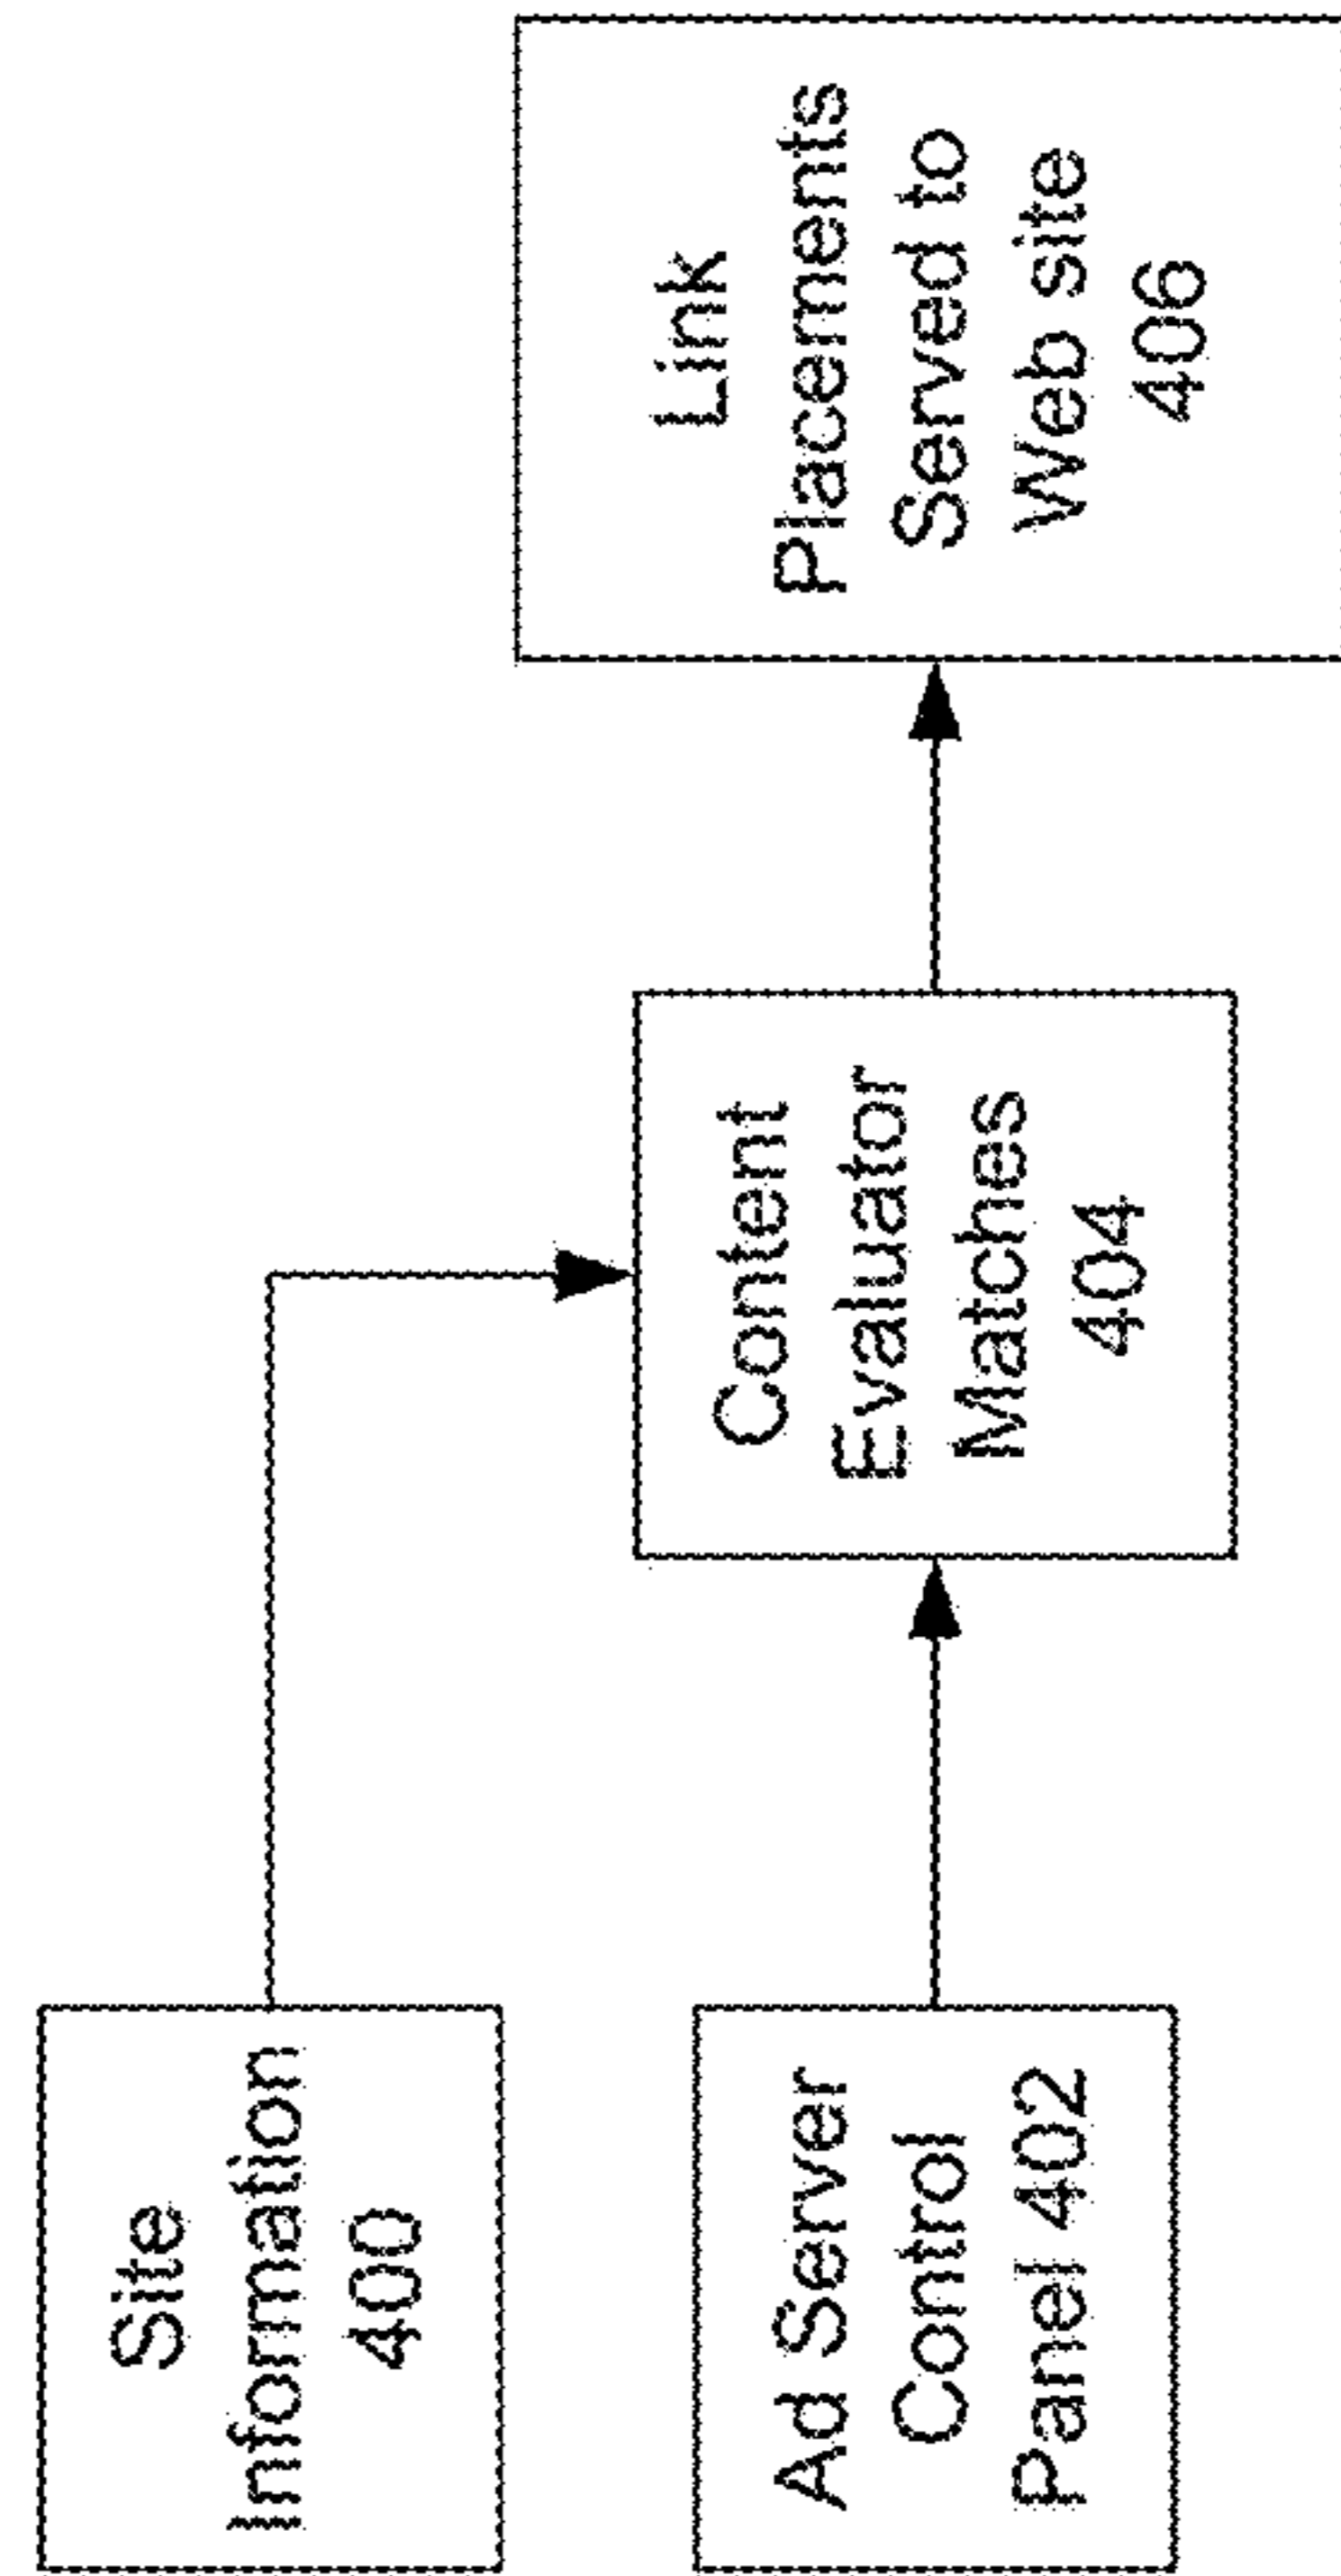 Site
Information
400
Ad Server
Control
Panel 402
Content
Evaluator
Matches
404
Link
Placements
Served to
Web site
406